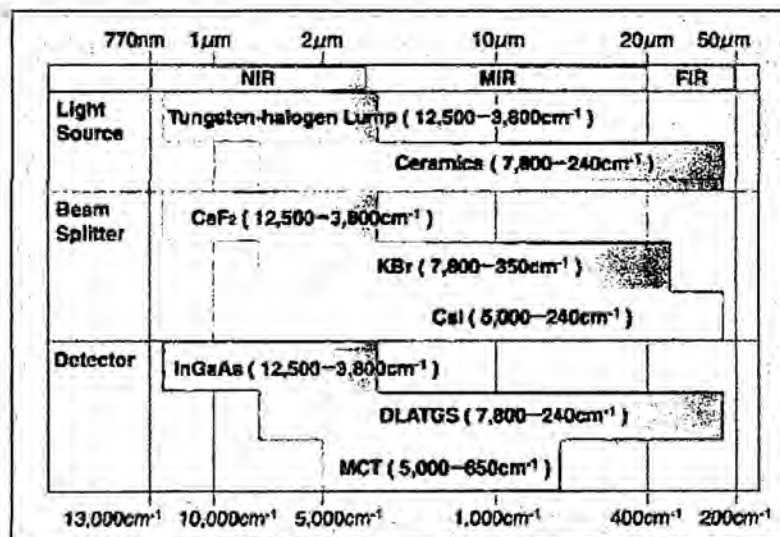 770nm 1μm 2μm 10μm 20μm 50μm
NIR MIR FIR
Light
Source
Tungsten-halogen Lump ( 12,500–3,800cm⁻¹ )
Ceramics ( 7,800–240cm⁻¹ )
Beam
Splitter
CaF₂ ( 12,500–3,800cm⁻¹ )
KBr ( 7,800–350cm⁻¹ )
CsI ( 5,000–240cm⁻¹ )
Detector
InGaAs ( 12,500–3,800cm⁻¹ )
DLATGS ( 7,800–240cm⁻¹ )
MCT ( 5,000–650cm⁻¹ )
13,000cm⁻¹ 10,000cm⁻¹ 5,000cm⁻¹ 1,000cm⁻¹ 400cm⁻¹ 200cm⁻¹